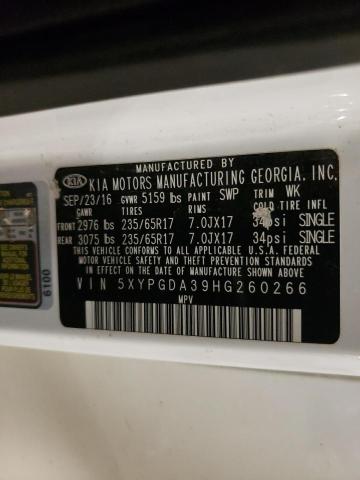 MANUFACTURED BY
KIA KIA MOTORS MANUFACTURING GEORGIA. INC.
SEP/23/16 GVWR 5159 lbs PAINT SWP TRIM WK
GAWR TIRES RIMS COLD TIRE INFL.
FRONT 2976 lbs 235/65R17 7.0JX17 34psi SINGLE
REAR 3075 lbs 235/65R17 7.0JX17 34psi SINGLE
THIS VEHICLE CONFORMS TO ALL APPLICABLE U.S.A. FEDERAL
MOTOR VEHICLE SAFETY AND
IN EFFECT ON THE DATE OF MANUFACTURE SHOWN ABOVE.
VIN 5XYPGDA39HG260266
MPV
6100